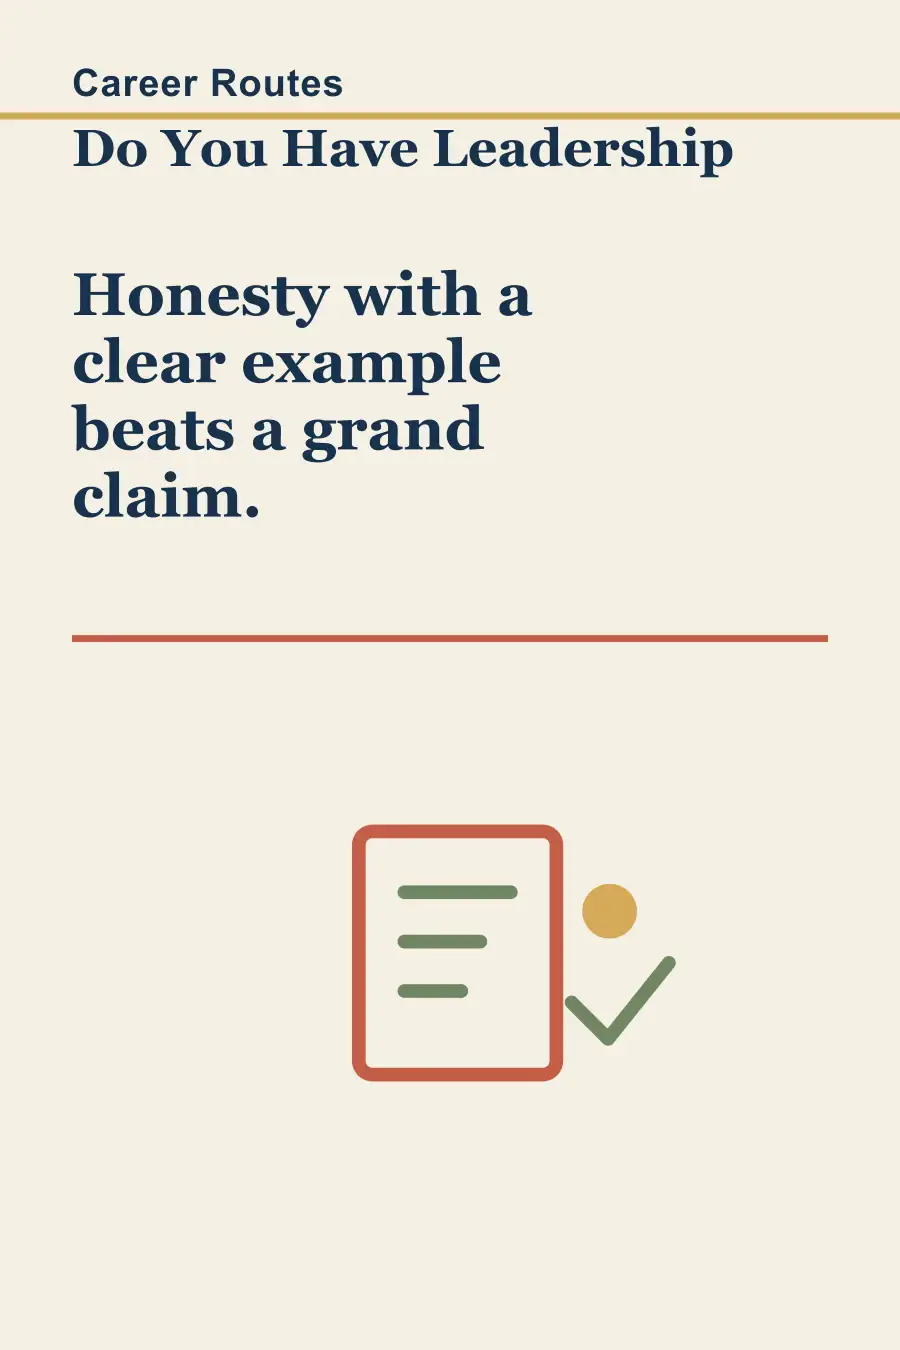 Career Routes
Do You Have Leadership
Honesty with a
clear example
beats a grand
claim.